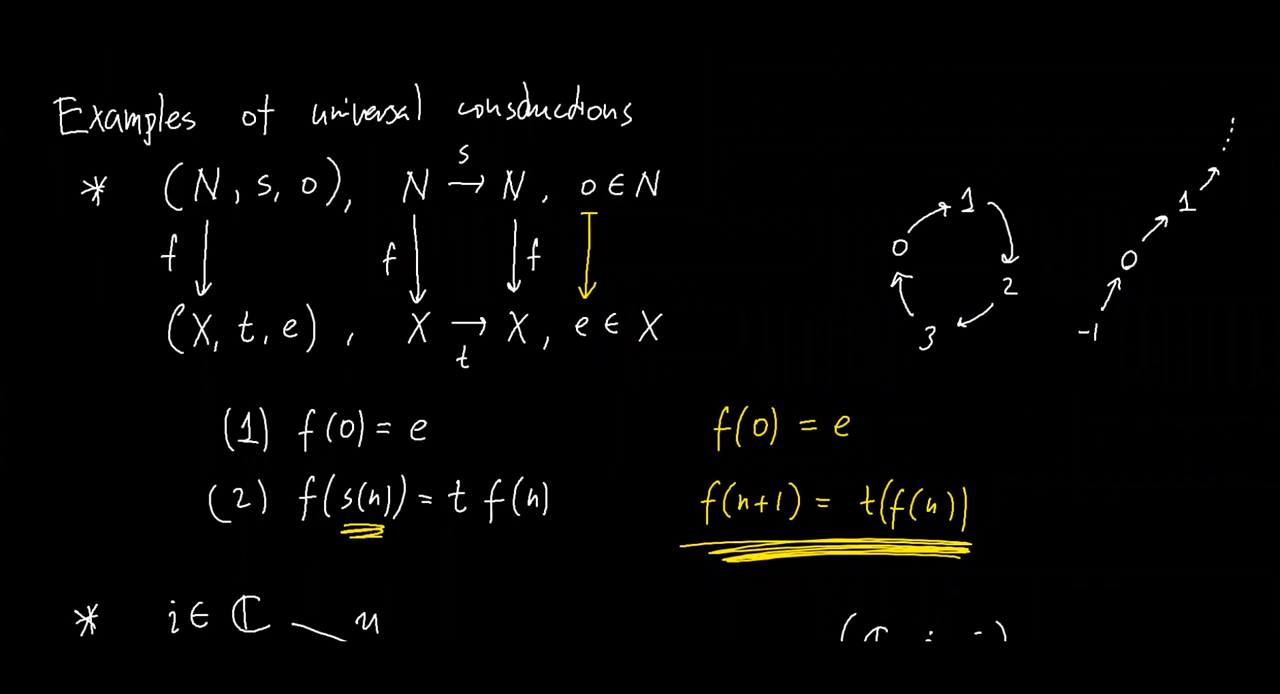 Examples of universal constructions
* (N, s, 0), N →s N, 0 ∈ N
f ↓ f ↓ ↓ f
(X, t, e), X →t X, e ∈ X
0 1 2 3
-1 0 1 ⋮
(1) f(0) = e
(2) f(s(n)) = t f(n)
f(0) = e
f(n+1) = t(f(n))
* i ∈ ℂ